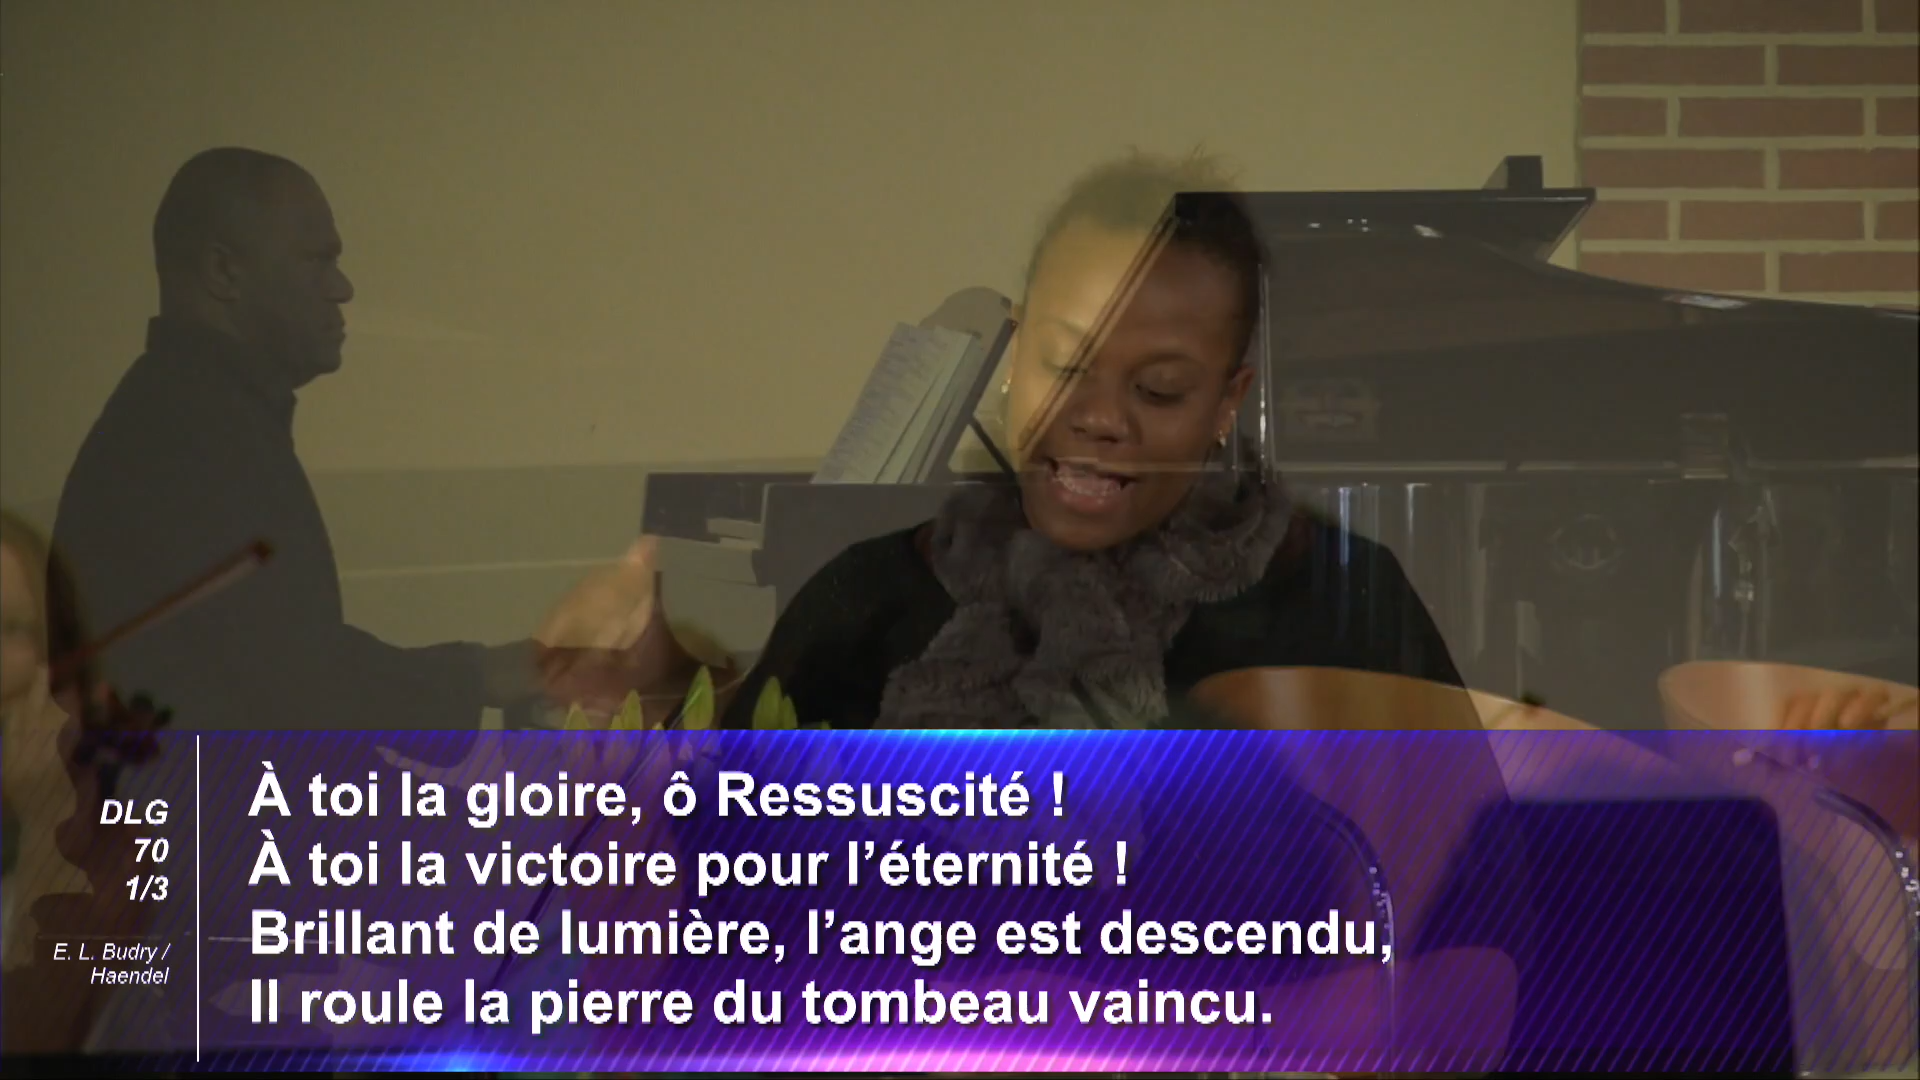 DLG
70
1/3
E. L. Budry /
Haendel
À toi la gloire, ô Ressuscité !
À toi la victoire pour l’éternité !
Brillant de lumière, l’ange est descendu,
Il roule la pierre du tombeau vaincu.